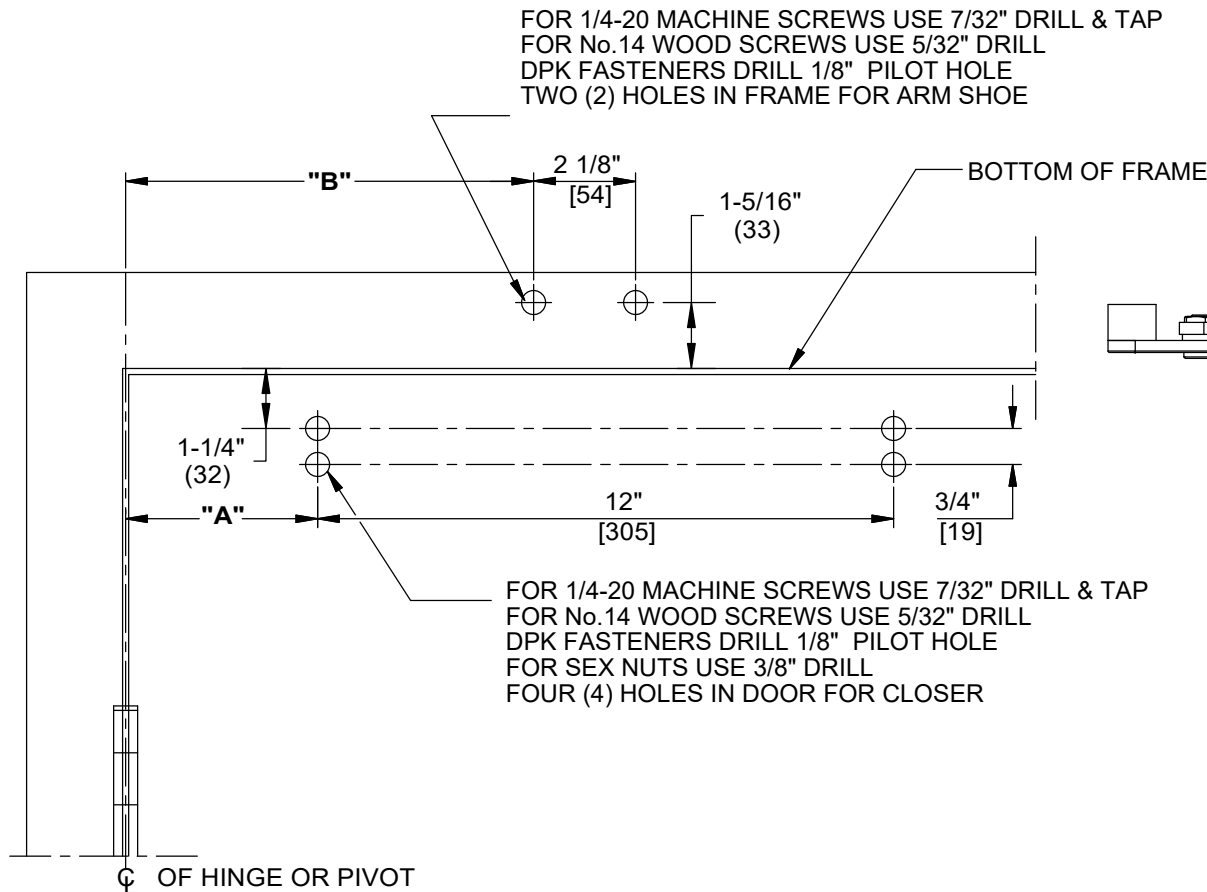 FOR 1/4-20 MACHINE SCREWS USE 7/32" DRILL & TAP
FOR No.14 WOOD SCREWS USE 5/32" DRILL
DPK FASTENERS DRILL 1/8" PILOT HOLE
TWO (2) HOLES IN FRAME FOR ARM SHOE
"B"
2 1/8"
[54]
1-5/16"
(33)
BOTTOM OF FRAME
1-1/4"
(32)
"A"
12"
[305]
3/4"
[19]
FOR 1/4-20 MACHINE SCREWS USE 7/32" DRILL & TAP
FOR No.14 WOOD SCREWS USE 5/32" DRILL
DPK FASTENERS DRILL 1/8" PILOT HOLE
FOR SEX NUTS USE 3/8" DRILL
FOUR (4) HOLES IN DOOR FOR CLOSER
℄ OF HINGE OR PIVOT